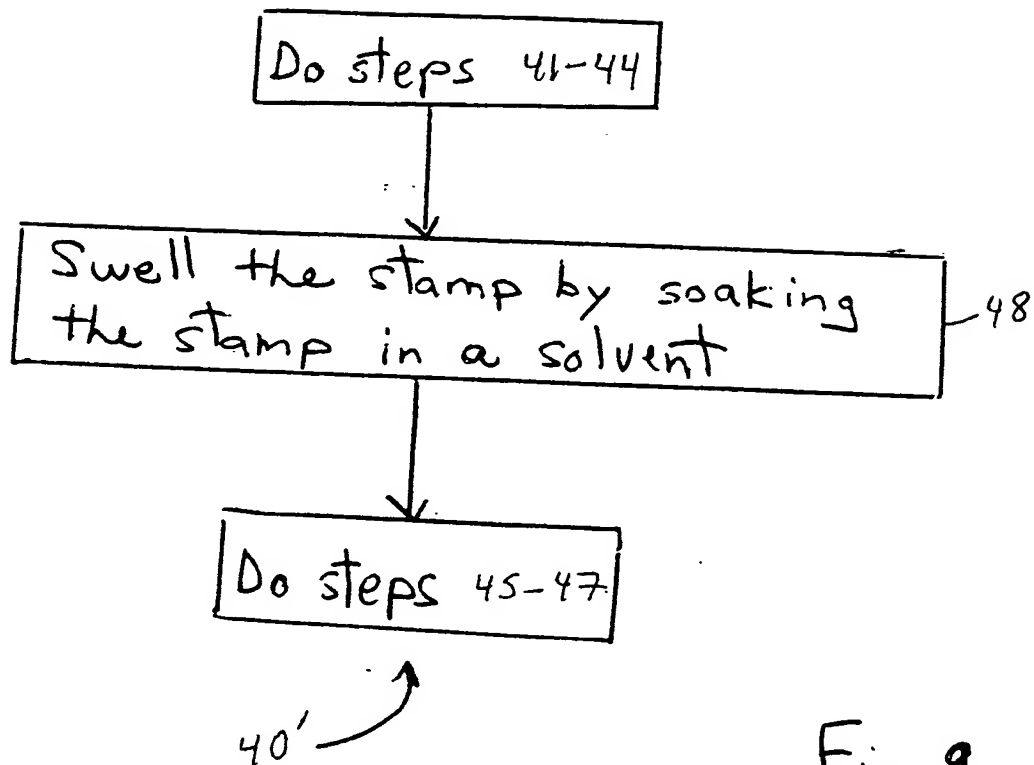 Do steps 41-44
Swell the stamp by soaking
the stamp in a solvent
48
Do steps 45-47
40'